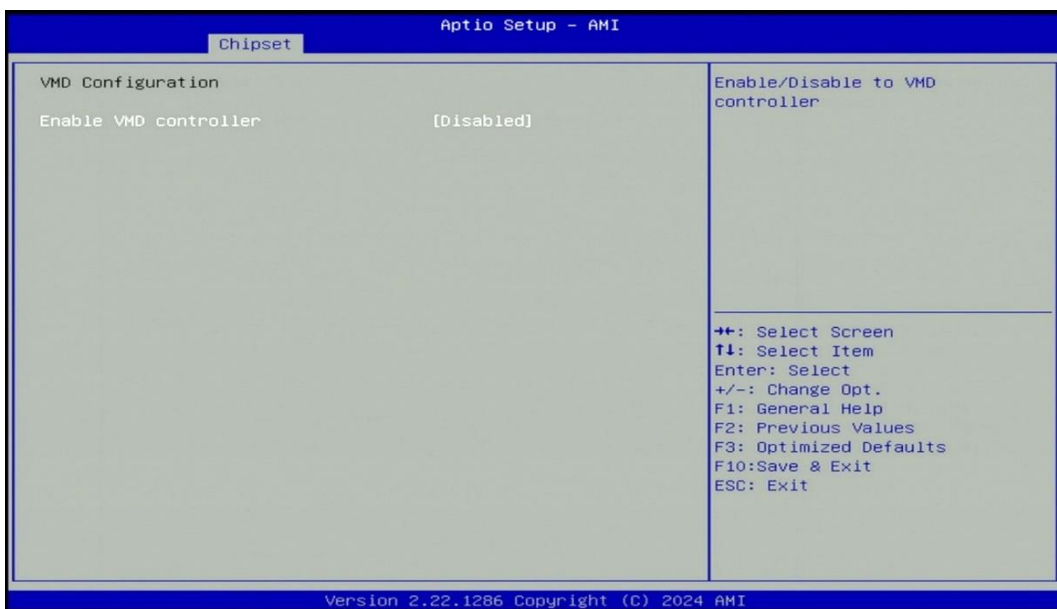 Aptio Setup – AMI
Chipset
VMD Configuration
Enable VMD controller [Disabled]
Enable/Disable to VMD
controller
→←: Select Screen
↑↓: Select Item
Enter: Select
+/-: Change Opt.
F1: General Help
F2: Previous Values
F3: Optimized Defaults
F10:Save & Exit
ESC: Exit
Version 2.22.1286 Copyright (C) 2024 AMI